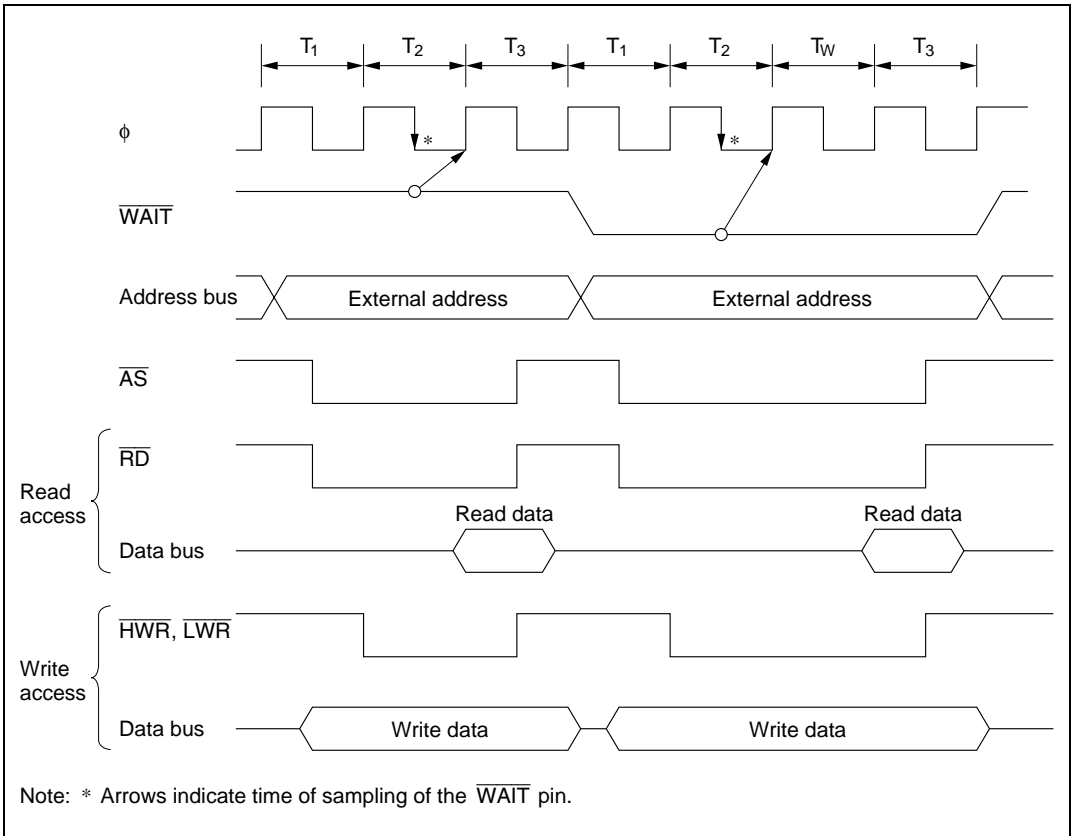 T1 T2 T3 T1 T2 TW T3
ϕ
* *
WAIT
Address bus External address External address
AS
Read access
RD
Read data Read data
Data bus
Write access
HWR, LWR
Data bus Write data Write data
Note: * Arrows indicate time of sampling of the WAIT pin.